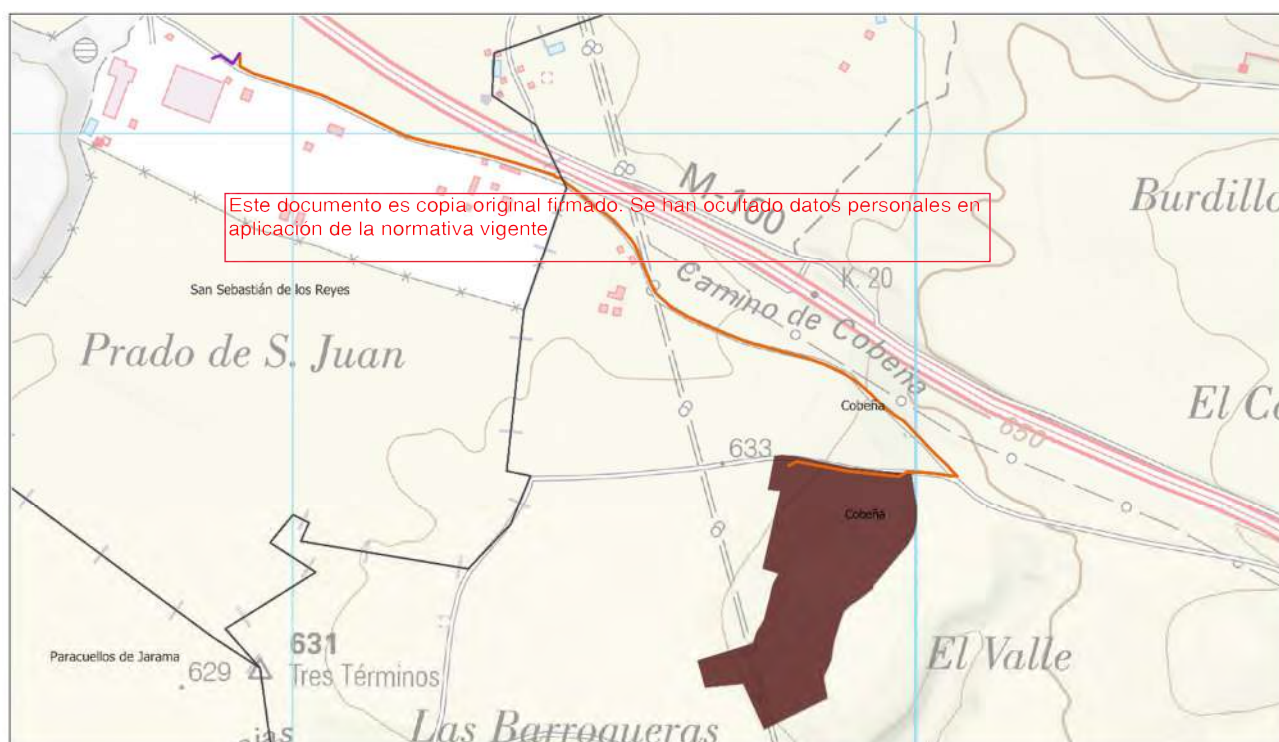 M-100
Burdillo
Este documento es copia original firmado. Se han ocultado datos personales en
aplicación de la normativa vigente
San Sebastián de los Reyes
K. 20
Camino de Cobeña
Prado de S. Juan
Cobeña
El Co
650
633
Cobeña
631
Paracuellos de Jarama
629
Tres Términos
El Valle
Las Barroqueras